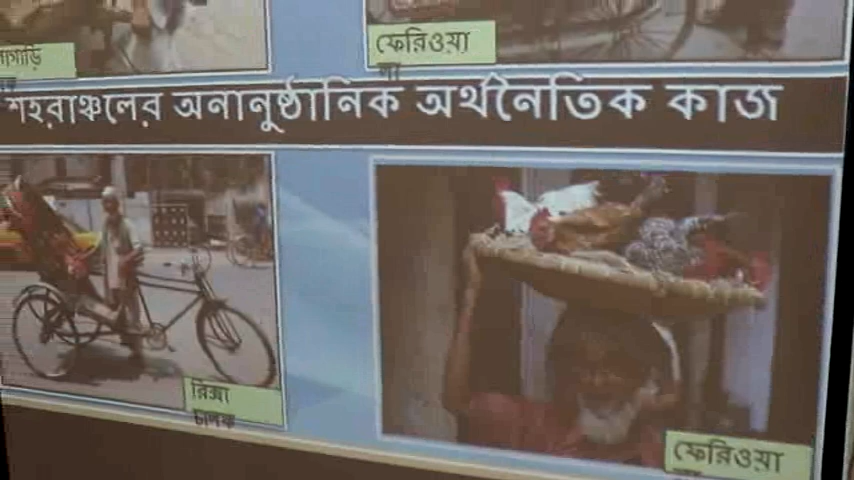 ফেরিওয়া
লা
শহরাঞ্চলের অনানুষ্ঠানিক অর্থনৈতিক কাজ
রিক্সা
চালক
ফেরিওয়া